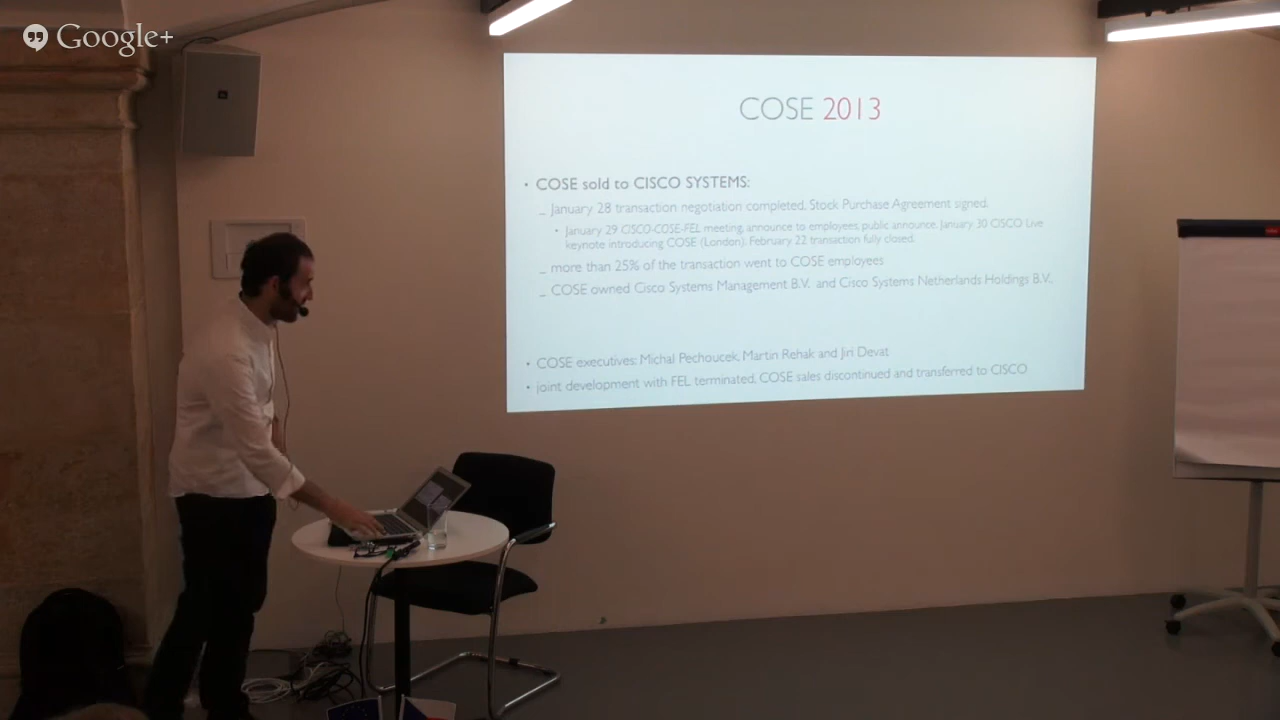 Google+
COSE 2013
• COSE sold to CISCO SYSTEMS:
– January 28 transaction negotiation completed, Stock Purchase Agreement signed,
• January 29 CISCO-COSE-FEL meeting, announce to employees, public announce, January 30 CISCO Live
keynote introducing COSE (London), February 22 transaction fully closed,
– more than 25% of the transaction went to COSE employees
– COSE owned Cisco Systems Management B.V. and Cisco Systems Netherlands Holdings B.V.,
• COSE executives: Michal Pechoucek, Martin Rehak and Jiri Devat
• joint development with FEL terminated, COSE sales discontinued and transferred to CISCO